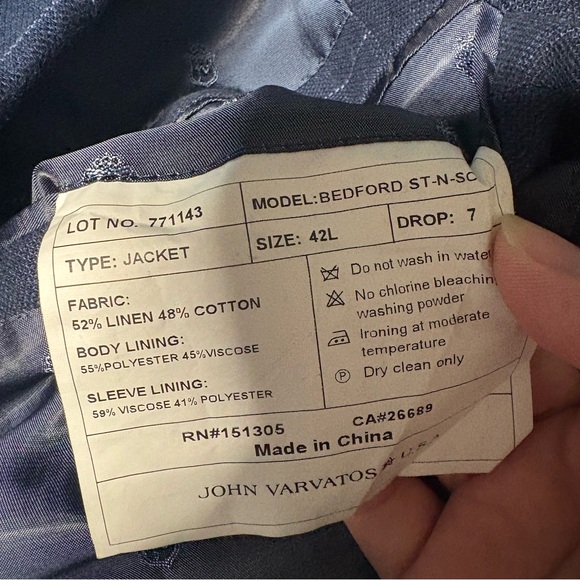 LOT NO. 771143
MODEL:BEDFORD ST-N-SC
TYPE: JACKET
SIZE: 42L
DROP: 7
FABRIC:
52% LINEN 48% COTTON
BODY LINING:
55%POLYESTER 45%VISCOSE
SLEEVE LINING:
59% VISCOSE 41% POLYESTER
Do not wash in water
No chlorine bleachin
washing powder
Ironing at moderate
temperature
P Dry clean only
RN#151305 CA#26689
Made in China
JOHN VARVATOS ★ U.S.A.